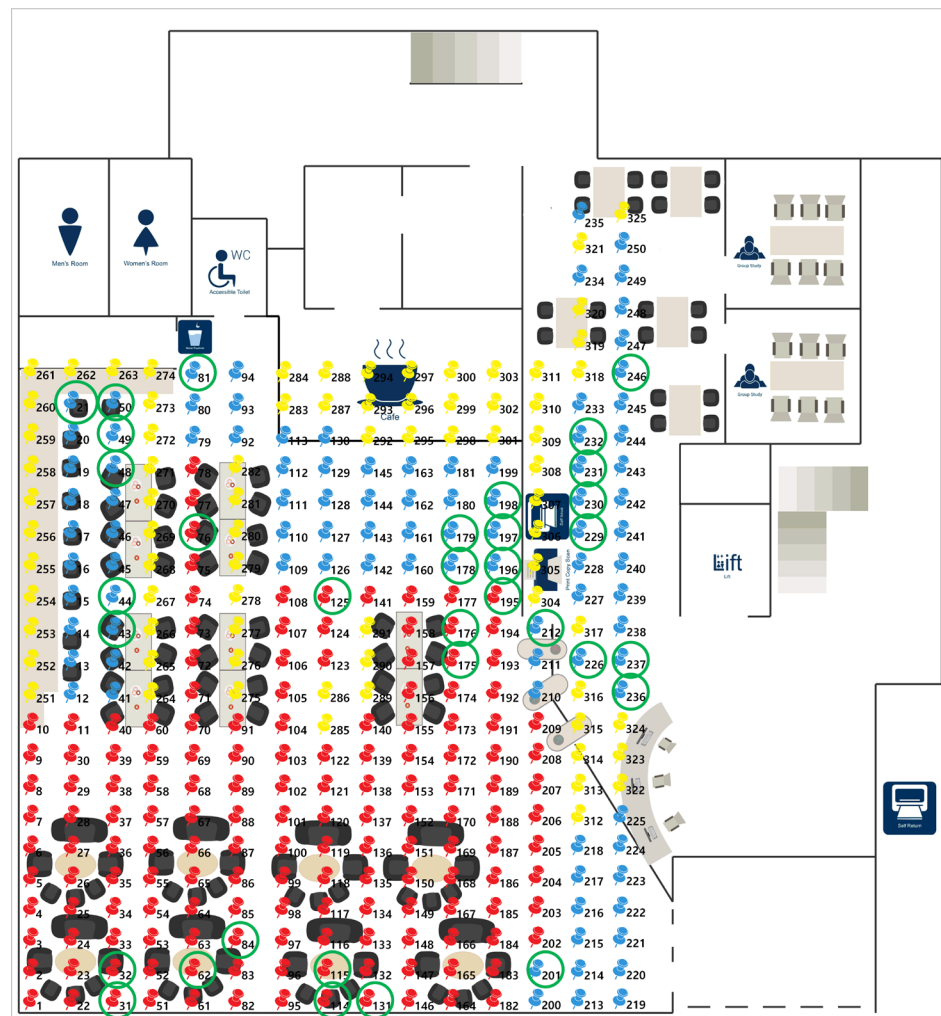 WC
Men's Room
Women's Room
Accessible Toilet
Group Study
235 325
321 250
234 249
320 248
319 247
Group Study
261 262 263 274 81 94 284 288 294 297 300 303 311 318 246
260 21 50 273 80 93 283 287 293 296 299 302 310 233 245
Cafe
259 20 49 272 79 92 113 130 292 295 298 301 309 232 244
258 19 48 271 78 282 112 129 145 163 181 199 308 231 243
257 18 47 270 77 281 111 128 144 162 180 198 307 230 242
256 17 46 269 76 280 110 127 143 161 179 197 306 229 241
255 16 45 268 75 279 109 126 142 160 178 196 305 228 240
Print Copy Scan
Lift
Lift
254 15 44 267 74 278 108 125 141 159 177 195 304 227 239
253 14 43 266 73 277 107 124 291 158 176 194 212 317 238
252 13 42 265 72 276 106 123 290 157 175 193 211 226 237
251 12 41 264 71 275 105 286 289 156 174 192 210 316 236
10 11 40 60 70 91 104 285 140 155 173 191 209 315 324
9 30 39 59 69 90 103 122 139 154 172 190 208 314 323
8 29 38 58 68 89 102 121 138 153 171 189 207 313 322
7 28 37 57 67 88 101 120 137 152 170 188 206 312 225
Self Return
6 27 36 56 66 87 100 119 136 151 169 187 205 218 224
5 26 35 55 65 86 99 118 135 150 168 186 204 217 223
4 25 34 54 64 85 98 117 134 149 167 185 203 216 222
3 24 33 53 63 84 97 116 133 148 166 184 202 215 221
2 23 32 52 62 83 96 115 132 147 165 183 201 214 220
1 22 31 51 61 82 95 114 131 146 164 182 200 213 219